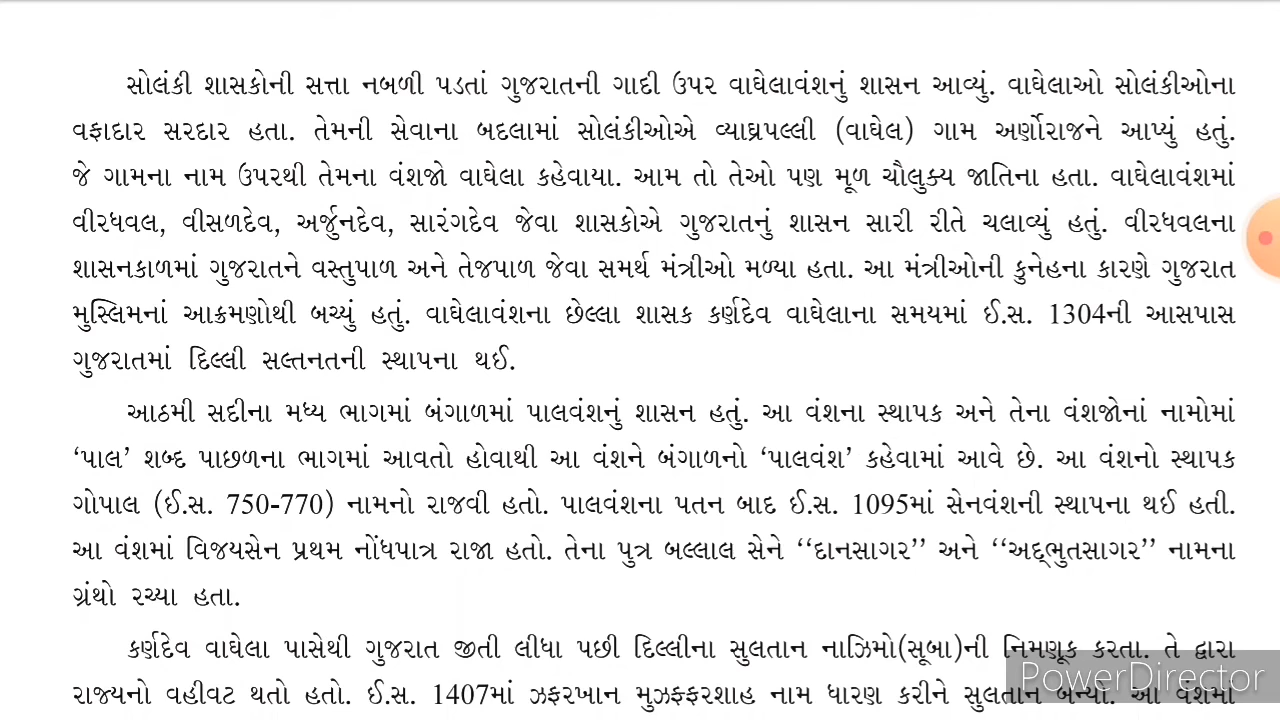 સોલંકી શાસકોની સત્તા નબળી પડતાં ગુજરાતની ગાદી ઉપર વાઘેલાવંશનું શાસન આવ્યું. વાઘેલાઓ સોલંકીઓના
વફાદાર સરદાર હતા. તેમની સેવાના બદલામાં સોલંકીઓએ વ્યાઘ્રપલ્લી (વાઘેલ) ગામ અર્ણોરાજને આપ્યું હતું.
જે ગામના નામ ઉપરથી તેમના વંશજો વાઘેલા કહેવાયા. આમ તો તેઓ પણ મૂળ ચૌલુક્ય જાતિના હતા. વાઘેલાવંશમાં
વીરધવલ, વીસળદેવ, અર્જુનદેવ, સારંગદેવ જેવા શાસકોએ ગુજરાતનું શાસન સારી રીતે ચલાવ્યું હતું. વીરધવલના
શાસનકાળમાં ગુજરાતને વસ્તુપાળ અને તેજપાળ જેવા સમર્થ મંત્રીઓ મળ્યા હતા. આ મંત્રીઓની કુનેહના કારણે ગુજરાત
મુસ્લિમનાં આક્રમણોથી બચ્યું હતું. વાઘેલાવંશના છેલ્લા શાસક કર્ણદેવ વાઘેલાના સમયમાં ઈ.સ. 1304ની આસપાસ
ગુજરાતમાં દિલ્લી સલ્તનતની સ્થાપના થઈ.
આઠમી સદીના મધ્ય ભાગમાં બંગાળમાં પાલવંશનું શાસન હતું. આ વંશના સ્થાપક અને તેના વંશજોનાં નામોમાં
‘પાલ’ શબ્દ પાછળના ભાગમાં આવતો હોવાથી આ વંશને બંગાળનો ‘પાલવંશ’ કહેવામાં આવે છે. આ વંશનો સ્થાપક
ગોપાલ (ઈ.સ. 750-770) નામનો રાજવી હતો. પાલવંશના પતન બાદ ઈ.સ. 1095માં સેનવંશની સ્થાપના થઈ હતી.
આ વંશમાં વિજયસેન પ્રથમ નોંધપાત્ર રાજા હતો. તેના પુત્ર બલ્લાલ સેને ‘‘દાનસાગર’’ અને ‘‘અદ્ભુતસાગર’’ નામના
ગ્રંથો રચ્યા હતા.
કર્ણદેવ વાઘેલા પાસેથી ગુજરાત જીતી લીધા પછી દિલ્લીના સુલતાન નાઝિમો(સૂબા)ની નિમણૂક કરતા. તે દ્વારા
રાજ્યનો વહીવટ થતો હતો. ઈ.સ. 1407માં ઝફરખાન મુઝફ્ફરશાહ નામ ધારણ કરીને સુલતાન બન્યો. આ વંશમાં
PowerDirector